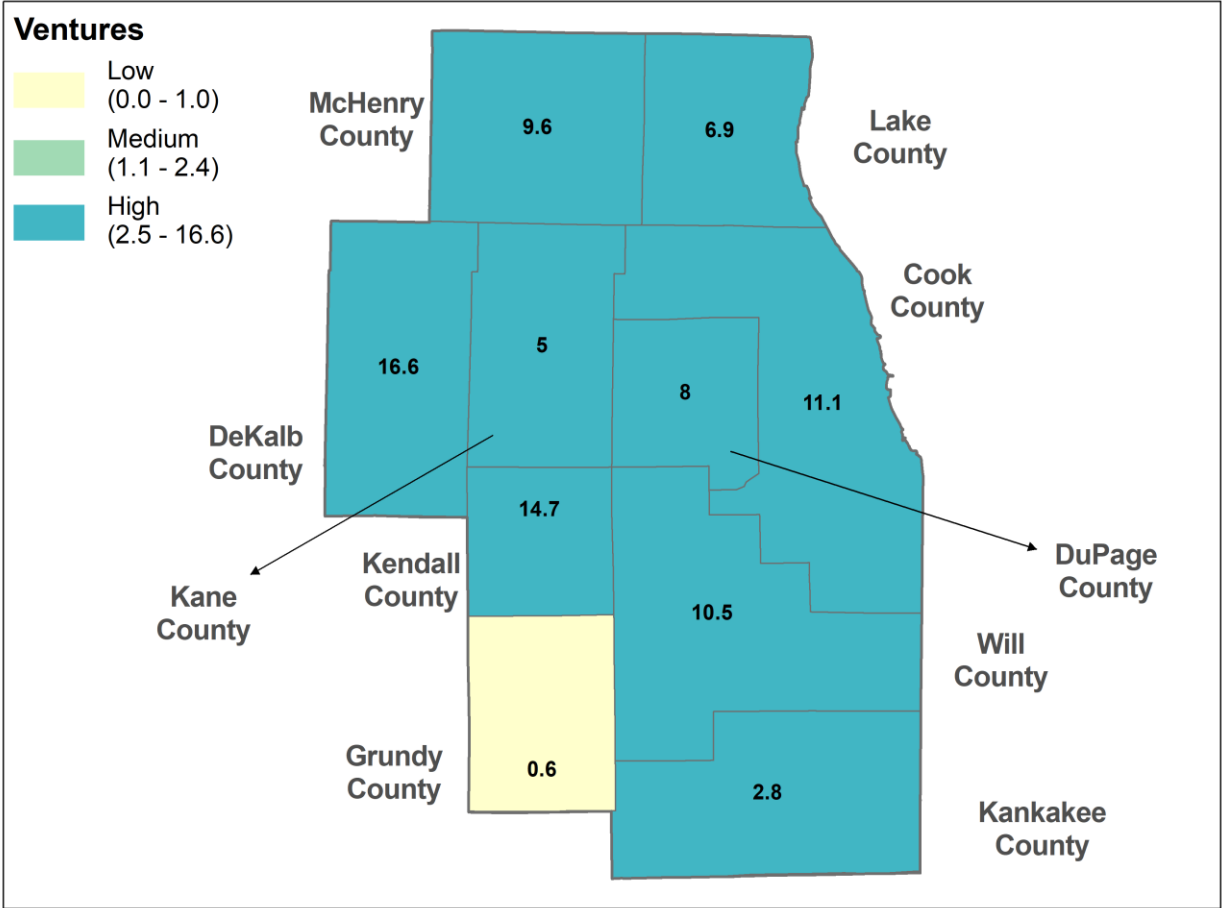 Ventures
Low
(0.0 - 1.0)
Medium
(1.1 - 2.4)
High
(2.5 - 16.6)
McHenry
County
9.6
6.9
Lake
County
Cook
County
16.6
5
8
11.1
DeKalb
County
14.7
Kendall
County
Kane
County
DuPage
County
10.5
Will
County
Grundy
County
0.6
2.8
Kankakee
County